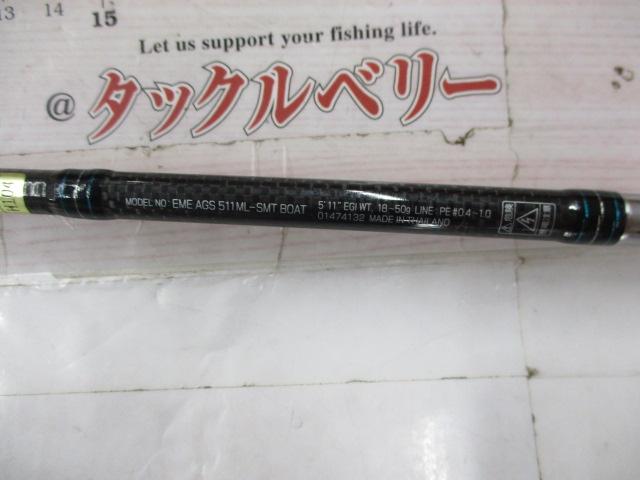 13 14 15
Let us support your fishing life.
@タックルベリー
MODEL NO: EME AGS 511ML-SMT BOAT
5'11" EGI WT. 18-50g LINE: PE#0.4-1.0
01474132 MADE IN THAILAND